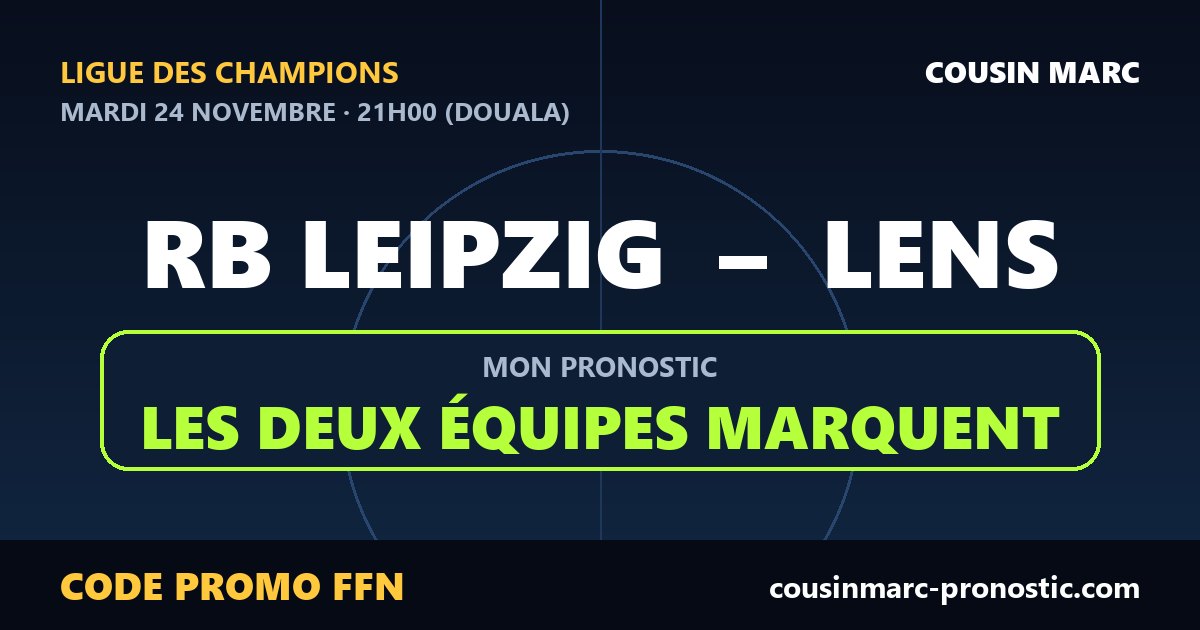 LIGUE DES CHAMPIONS
COUSIN MARC
MARDI 24 NOVEMBRE · 21H00 (DOUALA)
RB LEIPZIG – LENS
MON PRONOSTIC
LES DEUX ÉQUIPES MARQUENT
CODE PROMO FFN
cousinmarc-pronostic.com